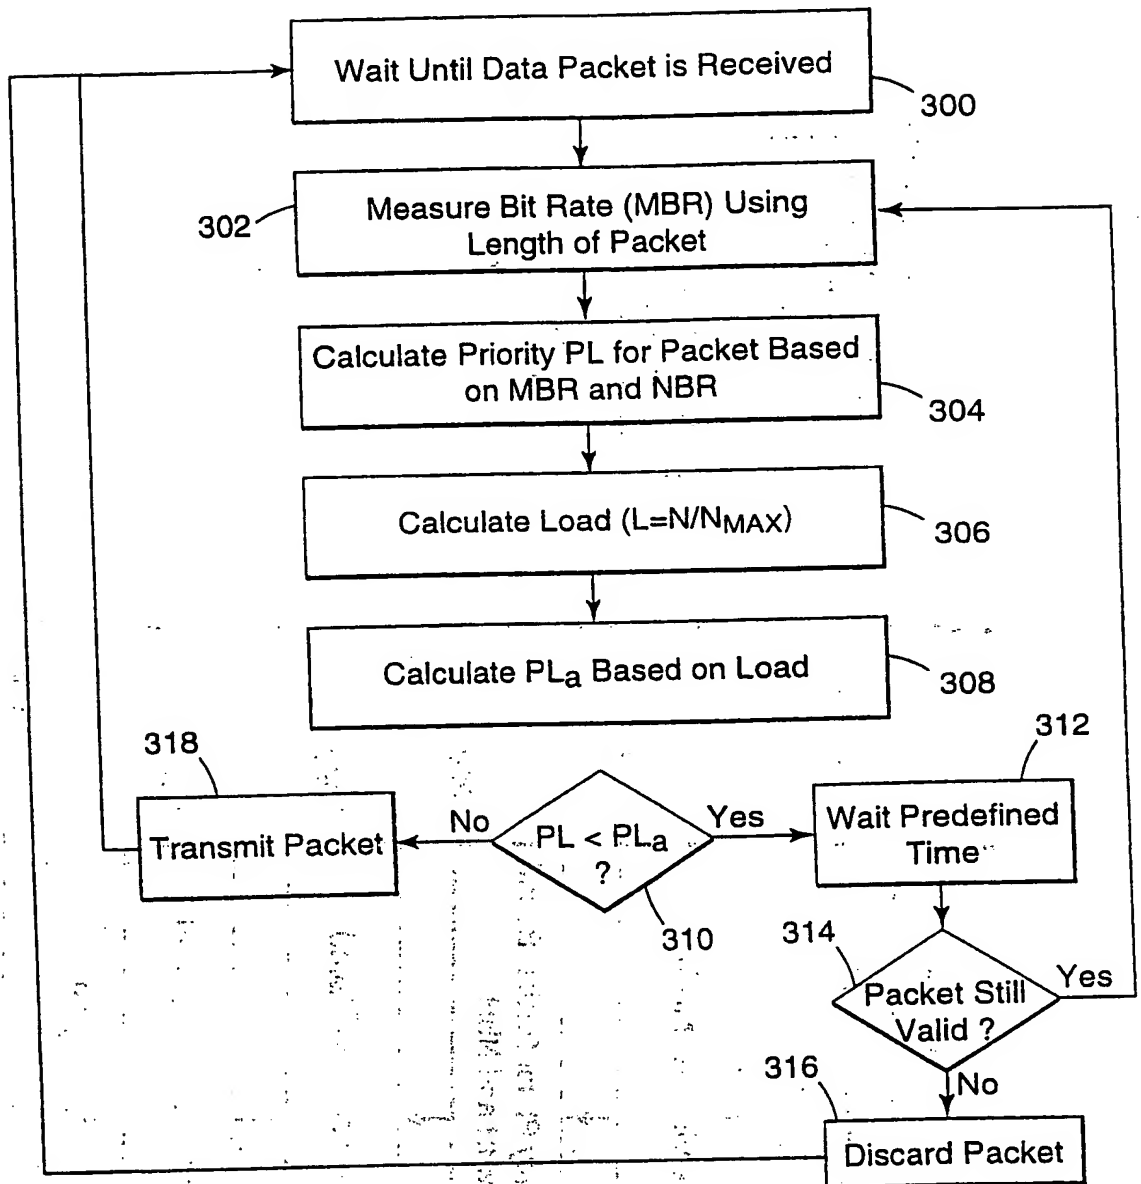 Wait Until Data Packet is Received
300
302
Measure Bit Rate (MBR) Using
Length of Packet
Calculate Priority PL for Packet Based
on MBR and NBR
304
Calculate Load (L=N/NMAX)
306
Calculate PLa Based on Load
308
318
312
Transmit Packet
No
PL < PLa
?
Yes
Wait Predefined
Time
310
314
Packet Still
Valid ?
Yes
316
No
Discard Packet